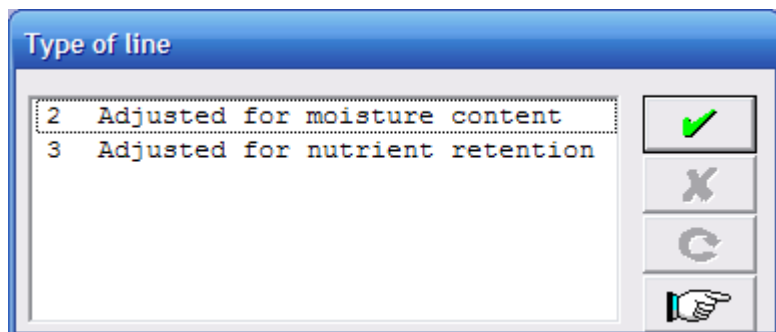 Type of line
2 Adjusted for moisture content
3 Adjusted for nutrient retention